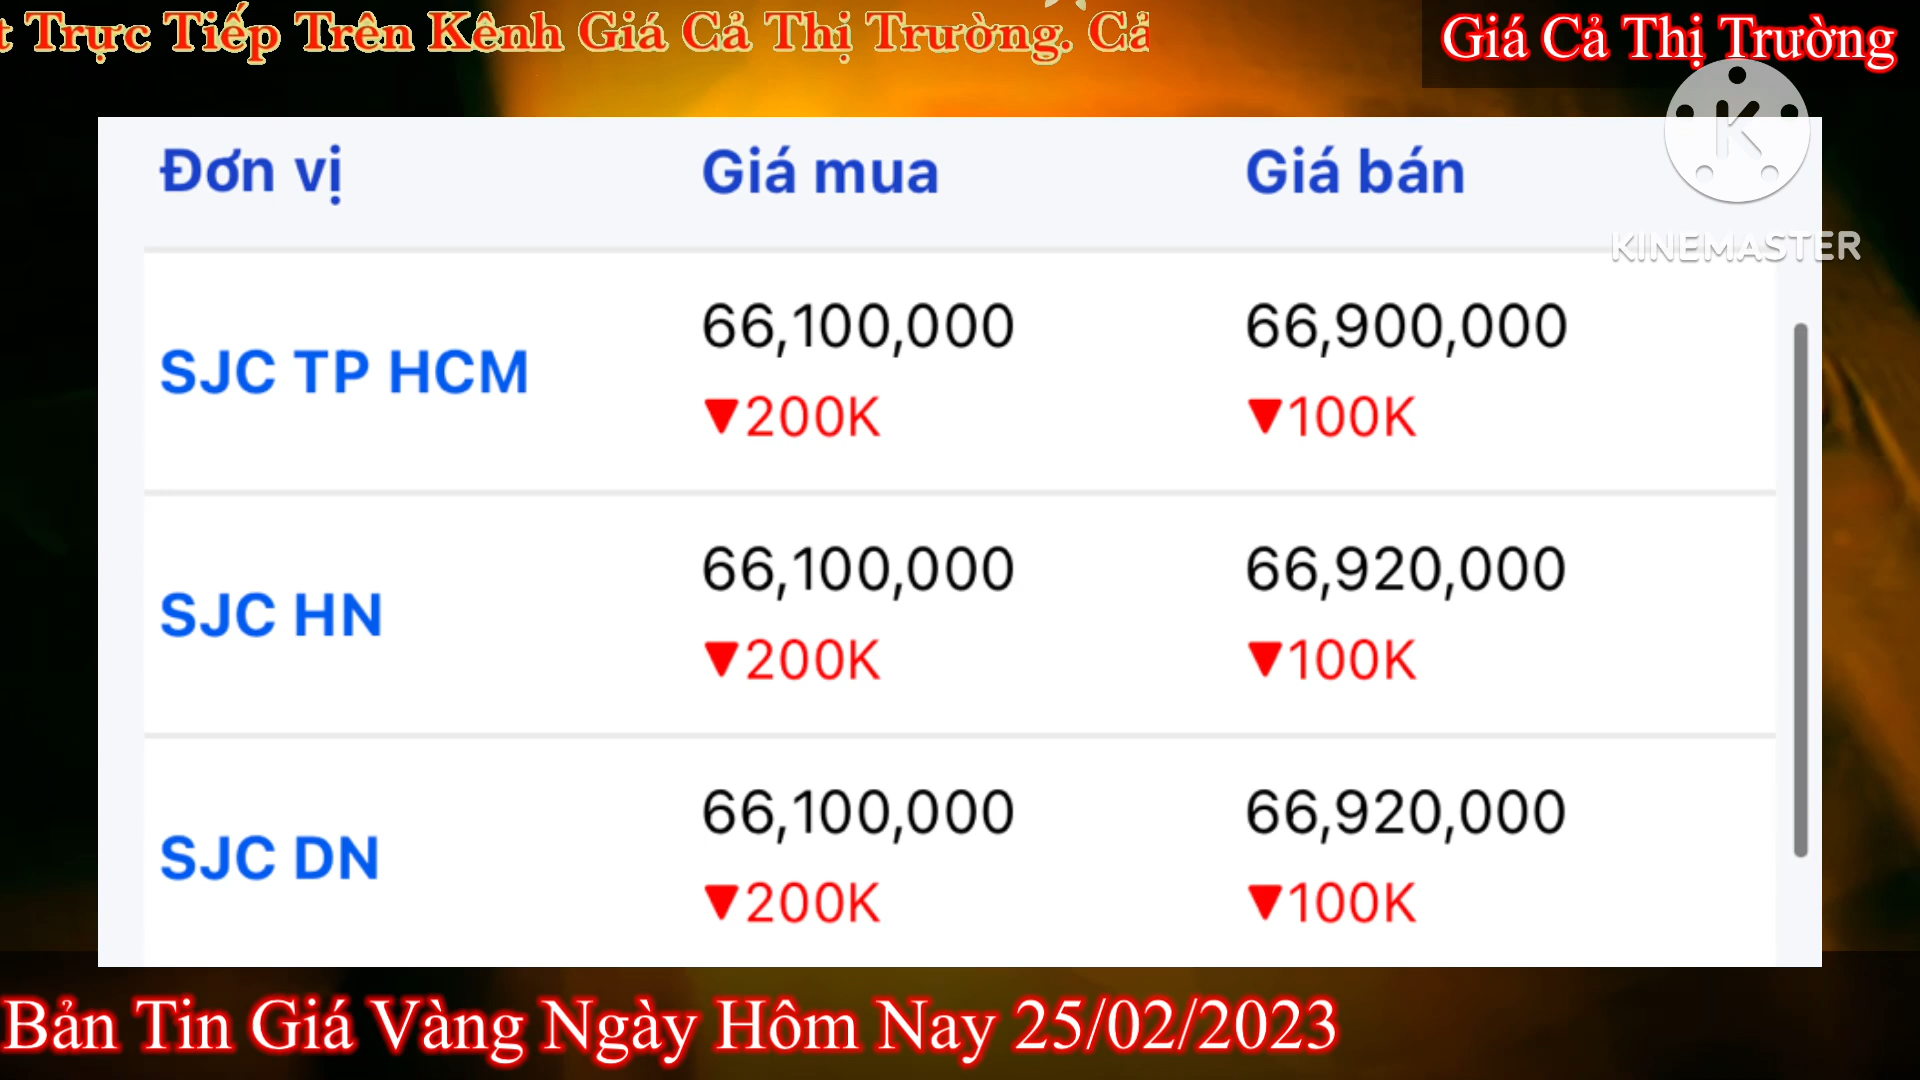 t Trực Tiếp Trên Kênh Giá Cả Thị Trường. Cả
Giá Cả Thị Trường
KINEMASTER
Đơn vị Giá mua Giá bán
SJC TP HCM 66,100,000 66,900,000
▼200K ▼100K
SJC HN 66,100,000 66,920,000
▼200K ▼100K
SJC DN 66,100,000 66,920,000
▼200K ▼100K
Bản Tin Giá Vàng Ngày Hôm Nay 25/02/2023